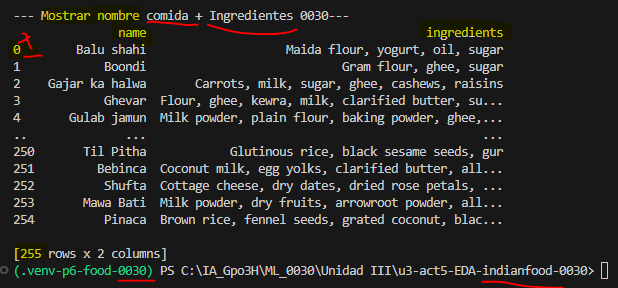 --- Mostrar nombre comida + Ingredientes 0030---
name ingredients
0 Balu shahi Maida flour, yogurt, oil, sugar
1 Boondi Gram flour, ghee, sugar
2 Gajar ka halwa Carrots, milk, sugar, ghee, cashews, raisins
3 Ghevar Flour, ghee, kewra, milk, clarified butter, su...
4 Gulab jamun Milk powder, plain flour, baking powder, ghee,...
.. ... ...
250 Til Pitha Glutinous rice, black sesame seeds, gur
251 Bebinca Coconut milk, egg yolks, clarified butter, all...
252 Shufta Cottage cheese, dry dates, dried rose petals, ...
253 Mawa Bati Milk powder, dry fruits, arrowroot powder, all...
254 Pinaca Brown rice, fennel seeds, grated coconut, blac...
[255 rows x 2 columns]
(.venv-p6-food-0030) PS C:\IA_Gpo3H\ML_0030\Unidad III\u3-act5-EDA-indianfood-0030>